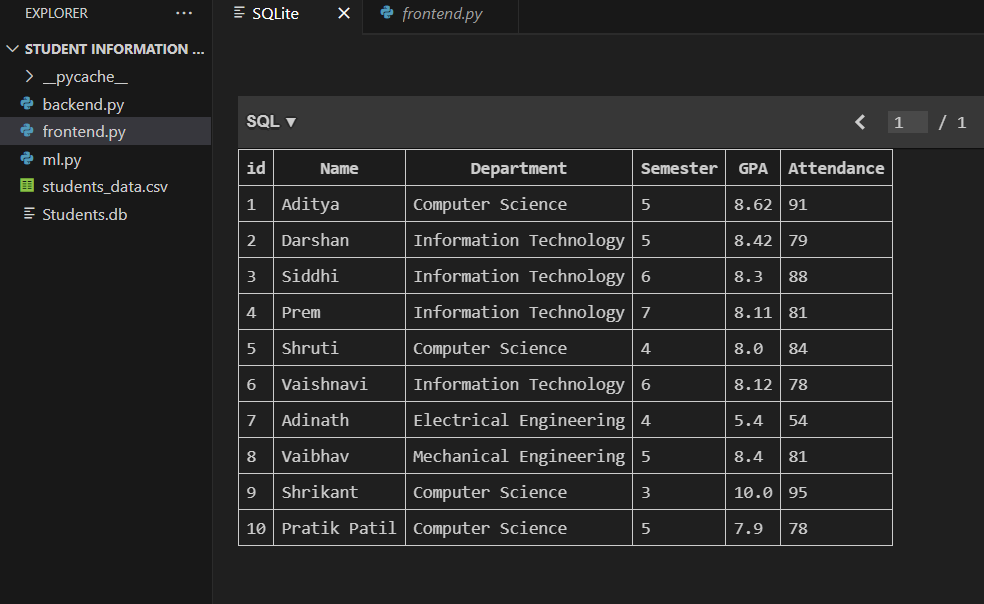 EXPLORER ...
SQLite
frontend.py
STUDENT INFORMATION ...
__pycache__
backend.py
frontend.py
ml.py
students_data.csv
Students.db
SQL ▼
1 / 1
id Name Department Semester GPA Attendance
1 Aditya Computer Science 5 8.62 91
2 Darshan Information Technology 5 8.42 79
3 Siddhi Information Technology 6 8.3 88
4 Prem Information Technology 7 8.11 81
5 Shruti Computer Science 4 8.0 84
6 Vaishnavi Information Technology 6 8.12 78
7 Adinath Electrical Engineering 4 5.4 54
8 Vaibhav Mechanical Engineering 5 8.4 81
9 Shrikant Computer Science 3 10.0 95
10 Pratik Patil Computer Science 5 7.9 78